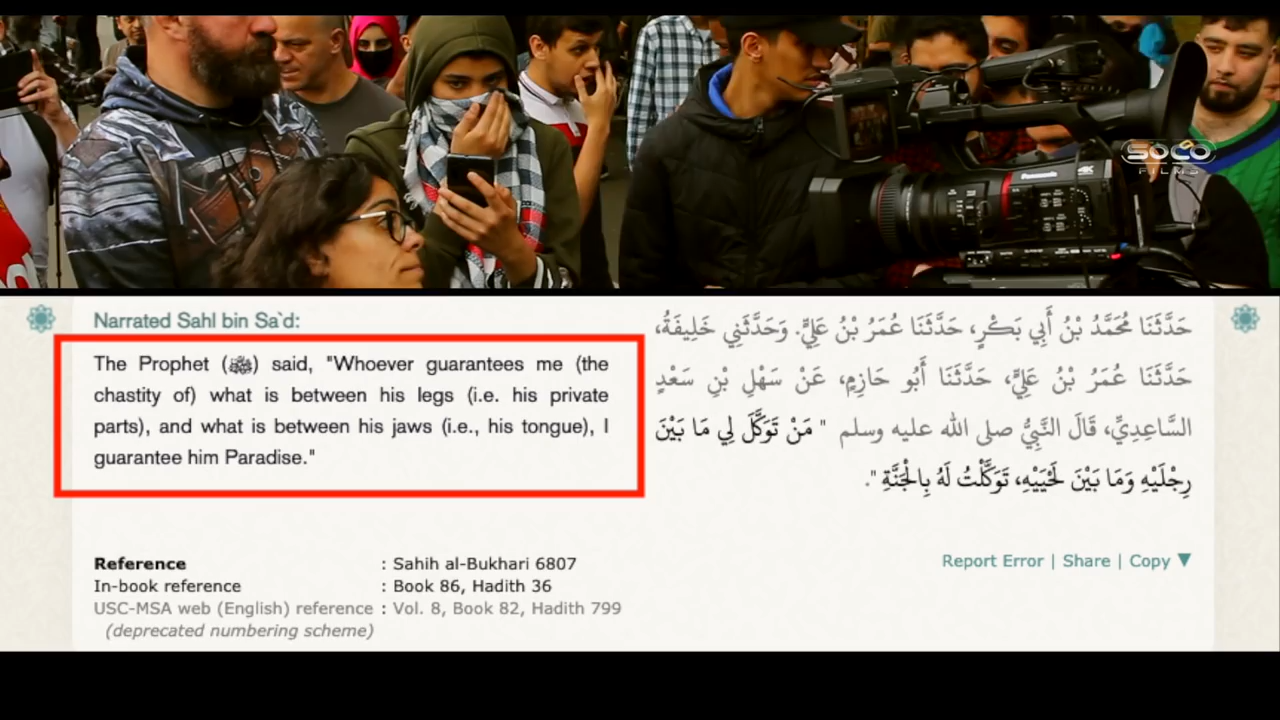 SOCO
FILMS
Panasonic
4K
Narrated Sahl bin Sa`d:
The Prophet (ﷺ) said, "Whoever guarantees me (the
chastity of) what is between his legs (i.e. his private
parts), and what is between his jaws (i.e., his tongue), I
guarantee him Paradise."
حَدَّثَنَا مُحَمَّدُ بْنُ أَبِي بَكْرٍ، حَدَّثَنَا عُمَرُ بْنُ عَلِيٍّ. وَحَدَّثَنِي خَلِيفَةُ،
حَدَّثَنَا عُمَرُ بْنُ عَلِيٍّ، حَدَّثَنَا أَبُو حَازِمٍ، عَنْ سَهْلِ بْنِ سَعْدٍ
السَّاعِدِيِّ، قَالَ النَّبِيُّ صلى الله عليه وسلم ‏ "‏ مَنْ تَوَكَّلَ لِي مَا بَيْنَ
رِجْلَيْهِ وَمَا بَيْنَ لَحْيَيْهِ، تَوَكَّلْتُ لَهُ بِالْجَنَّةِ ‏"‏‏.‏
Reference : Sahih al-Bukhari 6807
In-book reference : Book 86, Hadith 36
USC-MSA web (English) reference : Vol. 8, Book 82, Hadith 799
(deprecated numbering scheme)
Report Error | Share | Copy ▼